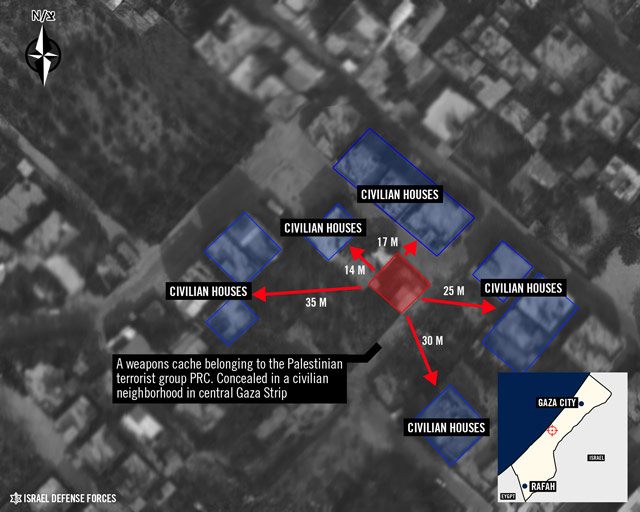 N/צ
CIVILIAN HOUSES
CIVILIAN HOUSES
17 M
14 M
CIVILIAN HOUSES
CIVILIAN HOUSES
25 M
35 M
30 M
A weapons cache belonging to the Palestinian
terrorist group PRC. Concealed in a civilian
neighborhood in central Gaza Strip
CIVILIAN HOUSES
GAZA CITY
ISRAEL
RAFAH
EYGPT
ISRAEL DEFENSE FORCES